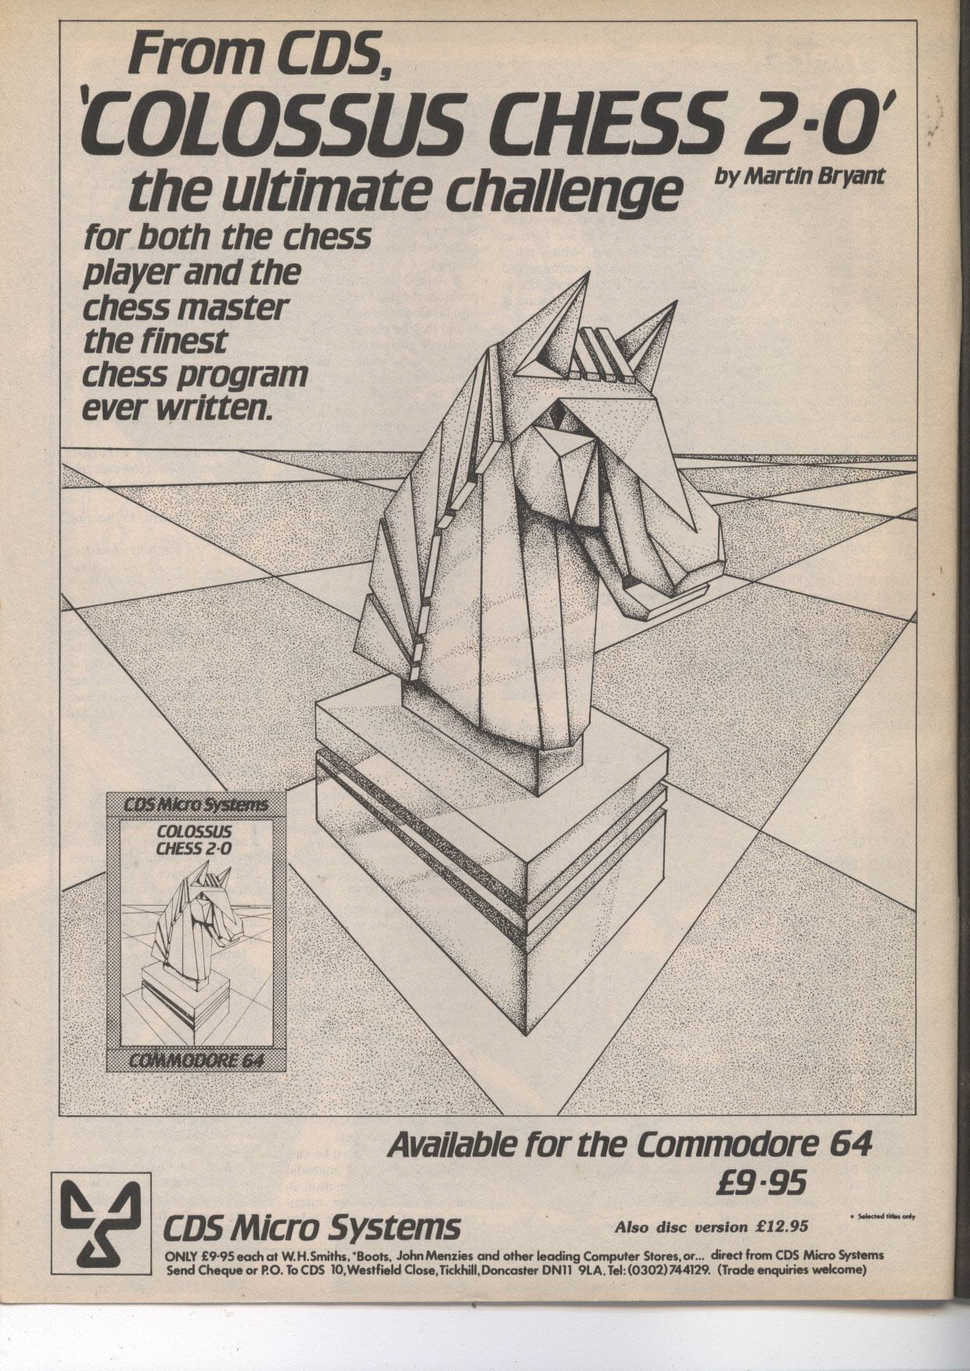 From CDS,
'COLOSSUS CHESS 2·0'
by Martin Bryant
the ultimate challenge
for both the chess
player and the
chess master
the finest
chess program
ever written.
CDS Micro Systems
COLOSSUS
CHESS 2·0
COMMODORE 64
Available for the Commodore 64
£9·95
* Selected titles only
CDS Micro Systems
Also disc version £12.95
ONLY £9·95 each at W.H.Smiths, *Boots, John Menzies and other leading Computer Stores, or... direct from CDS Micro Systems
Send Cheque or P.O. To CDS 10, Westfield Close, Tickhill, Doncaster DN11 9LA. Tel: (0302) 744129. (Trade enquiries welcome)